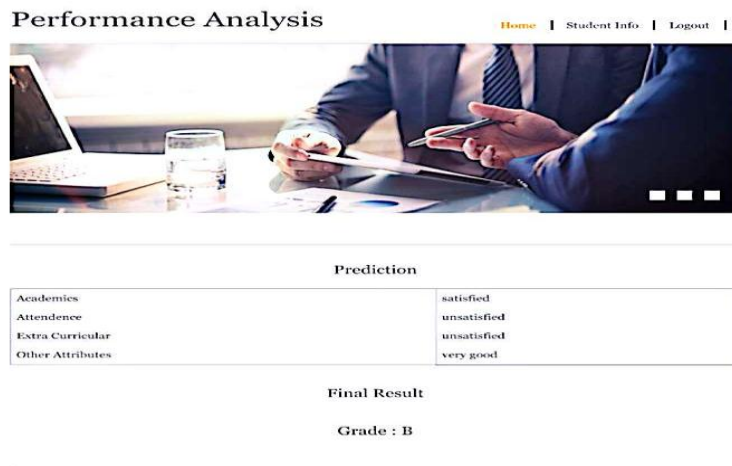 Performance Analysis
Home | Student Info | Logout |
Prediction
Academics satisfied
Attendence unsatisfied
Extra Curricular unsatisfied
Other Attributes very good
Final Result
Grade : B